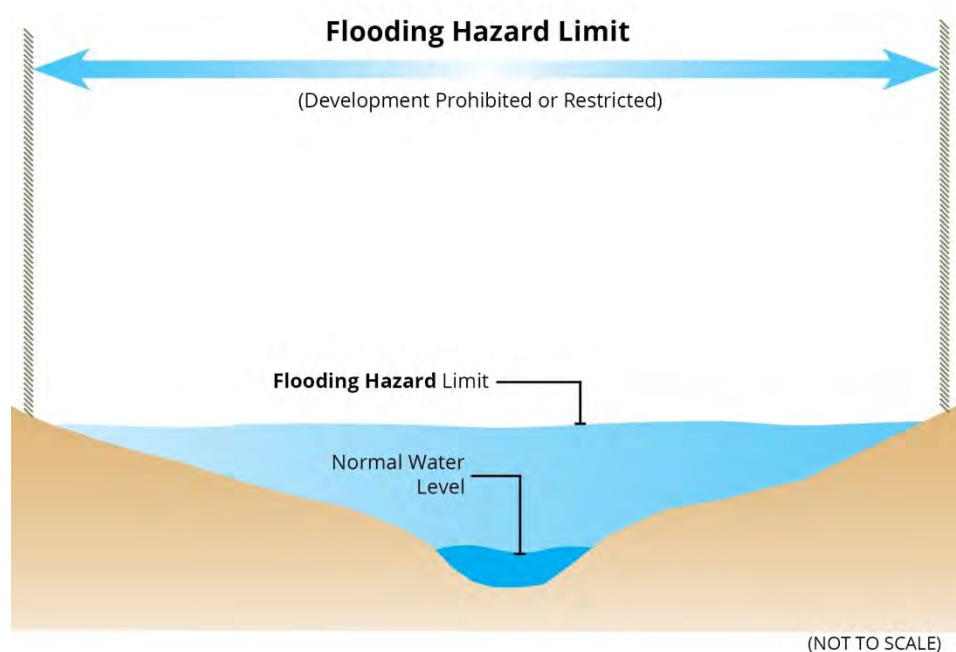 Flooding Hazard Limit
(Development Prohibited or Restricted)
Flooding Hazard Limit
Normal Water
Level
(NOT TO SCALE)